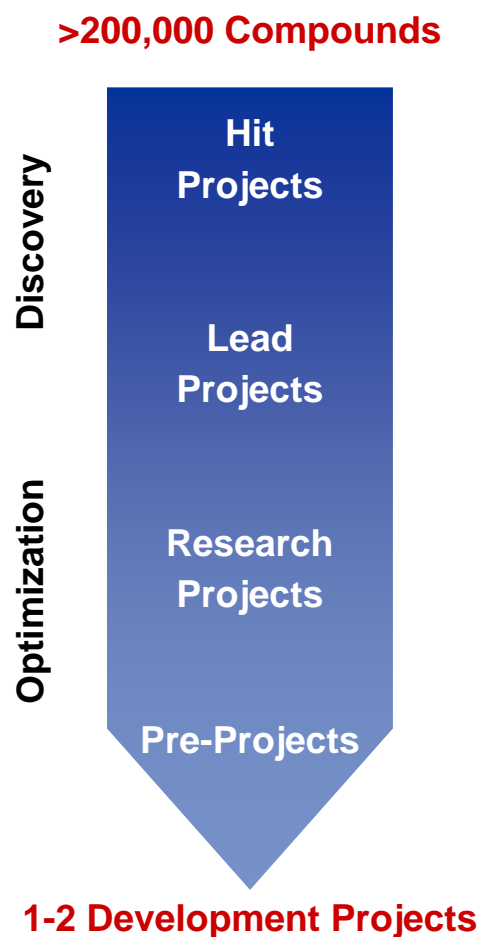 >200,000 Compounds
Discovery
Hit
Projects
Lead
Projects
Optimization
Research
Projects
Pre-Projects
1-2 Development Projects